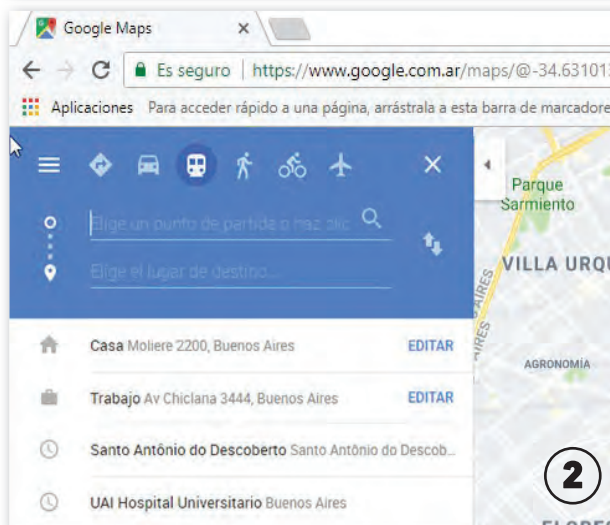 Google Maps
Es seguro | https://www.google.com.ar/maps/@-34.63101
Aplicaciones Para acceder rápido a una página, arrástrala a esta barra de marcadore
Elige un punto de partida o haz clic
Elige el lugar de destino...
Casa Moliere 2200, Buenos Aires EDITAR
Trabajo Av Chiclana 3444, Buenos Aires EDITAR
Santo Antônio do Descoberto Santo Antônio do Descob...
UAI Hospital Universitario Buenos Aires
Parque
Sarmiento
VILLA URQU
AIRES
AIRES
AGRONOMÍA
2
FLORES